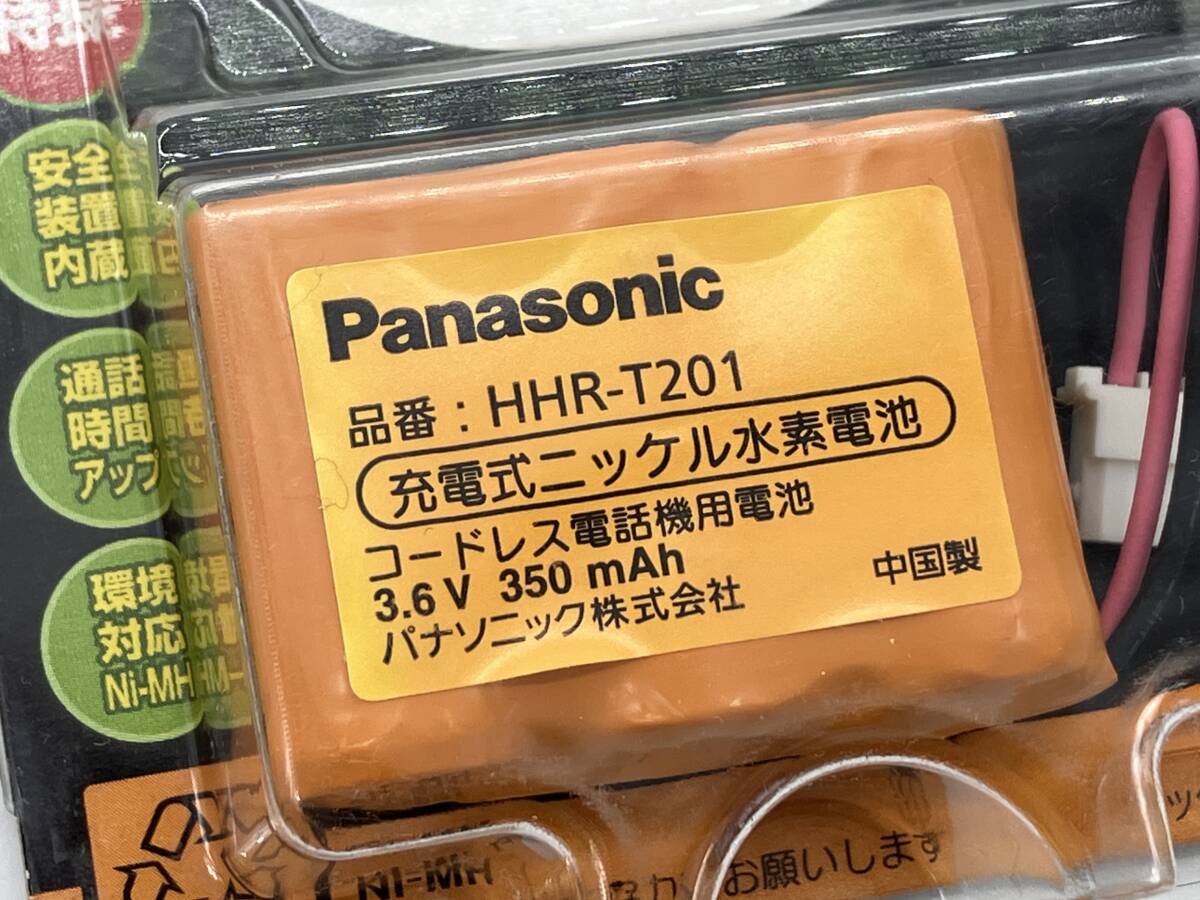 安全
装置
内蔵
通話
時間
アップ
環境
対応
Ni-MH
Panasonic
品番：HHR-T201
充電式ニッケル水素電池
コードレス電話機用電池
3.6 V 350 mAh
パナソニック株式会社
中国製
Ni-MH
お願いします